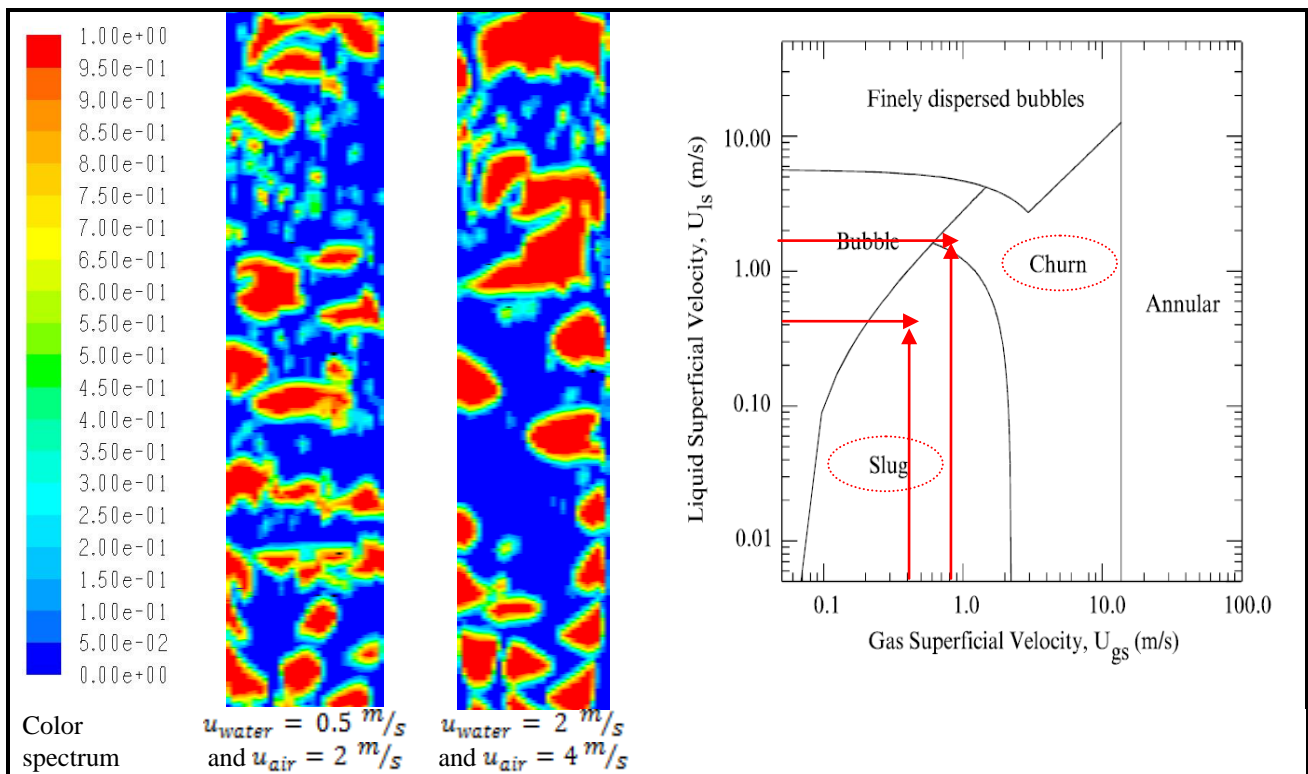 1.00e+00
9.50e-01
9.00e-01
8.50e-01
8.00e-01
7.50e-01
7.00e-01
6.50e-01
6.00e-01
5.50e-01
5.00e-01
4.50e-01
4.00e-01
3.50e-01
3.00e-01
2.50e-01
2.00e-01
1.50e-01
1.00e-01
5.00e-02
0.00e+00
Color
spectrum
u_water = 0.5 m/s
and u_air = 2 m/s
u_water = 2 m/s
and u_air = 4 m/s
Liquid Superficial Velocity, U_ls (m/s)
10.00
1.00
0.10
0.01
Finely dispersed bubbles
Bubble
Churn
Annular
Slug
0.1
1.0
10.0
100.0
Gas Superficial Velocity, U_gs (m/s)